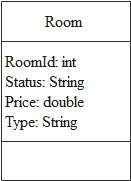 Room
RoomId: int
Status: String
Price: double
Type: String